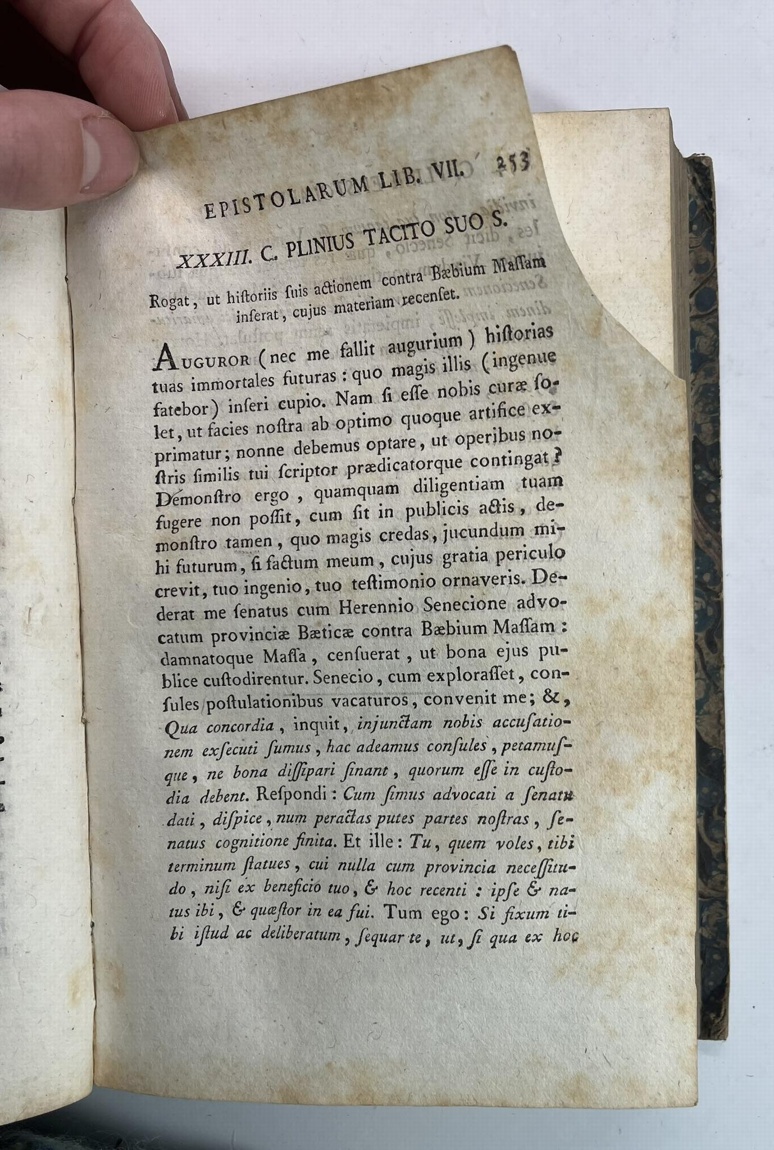 EPISTOLARUM LIB. VII. 253
XXXIII. C. PLINIUS TACITO SUO S.
Rogat, ut hiſtoriis ſuis actionem contra Bæbium Maſſam
inſerat, cujus materiam recenſet.
AUGUROR (nec me fallit augurium) hiſtorias
tuas immortales futuras: quo magis illis (ingenue
fatebor) inſeri cupio. Nam ſi eſſe nobis curæ ſo-
let, ut facies noſtra ab optimo quoque artifice ex-
primatur; nonne debemus optare, ut operibus no-
ſtris ſimilis tui ſcriptor prædicatorque contingat?
Demonſtro ergo, quamquam diligentiam tuam
fugere non poſſit, cum ſit in publicis actis, de-
monſtro tamen, quo magis credas, jucundum mi-
hi futurum, ſi factum meum, cujus gratia periculo
crevit, tuo ingenio, tuo teſtimonio ornaveris. De-
derat me ſenatus cum Herennio Senecione advo-
catum provinciæ Bæticæ contra Bæbium Maſſam:
damnatoque Maſſa, cenſuerat, ut bona ejus pu-
blice cuſtodirentur. Senecio, cum exploraſſet, con-
ſules poſtulationibus vacaturos, convenit me; &,
Qua concordia, inquit, injunctam nobis accuſatio-
nem exſecuti ſumus, hac adeamus conſules, petamuſ-
que, ne bona diſſipari ſinant, quorum eſſe in cuſto-
dia debent. Reſpondi: Cum ſimus advocati a ſenatu
dati, diſpice, num peractas putes partes noſtras, ſe-
natus cognitione finita. Et ille: Tu, quem voles, tibi
terminum ſtatues, cui nulla cum provincia neceſſitu-
do, niſi ex beneficio tuo, & hoc recenti: ipſe & na-
tus ibi, & quæſtor in ea fui. Tum ego: Si fixum ti-
bi iſtud ac deliberatum, ſequar te, ut, ſi qua ex hoc